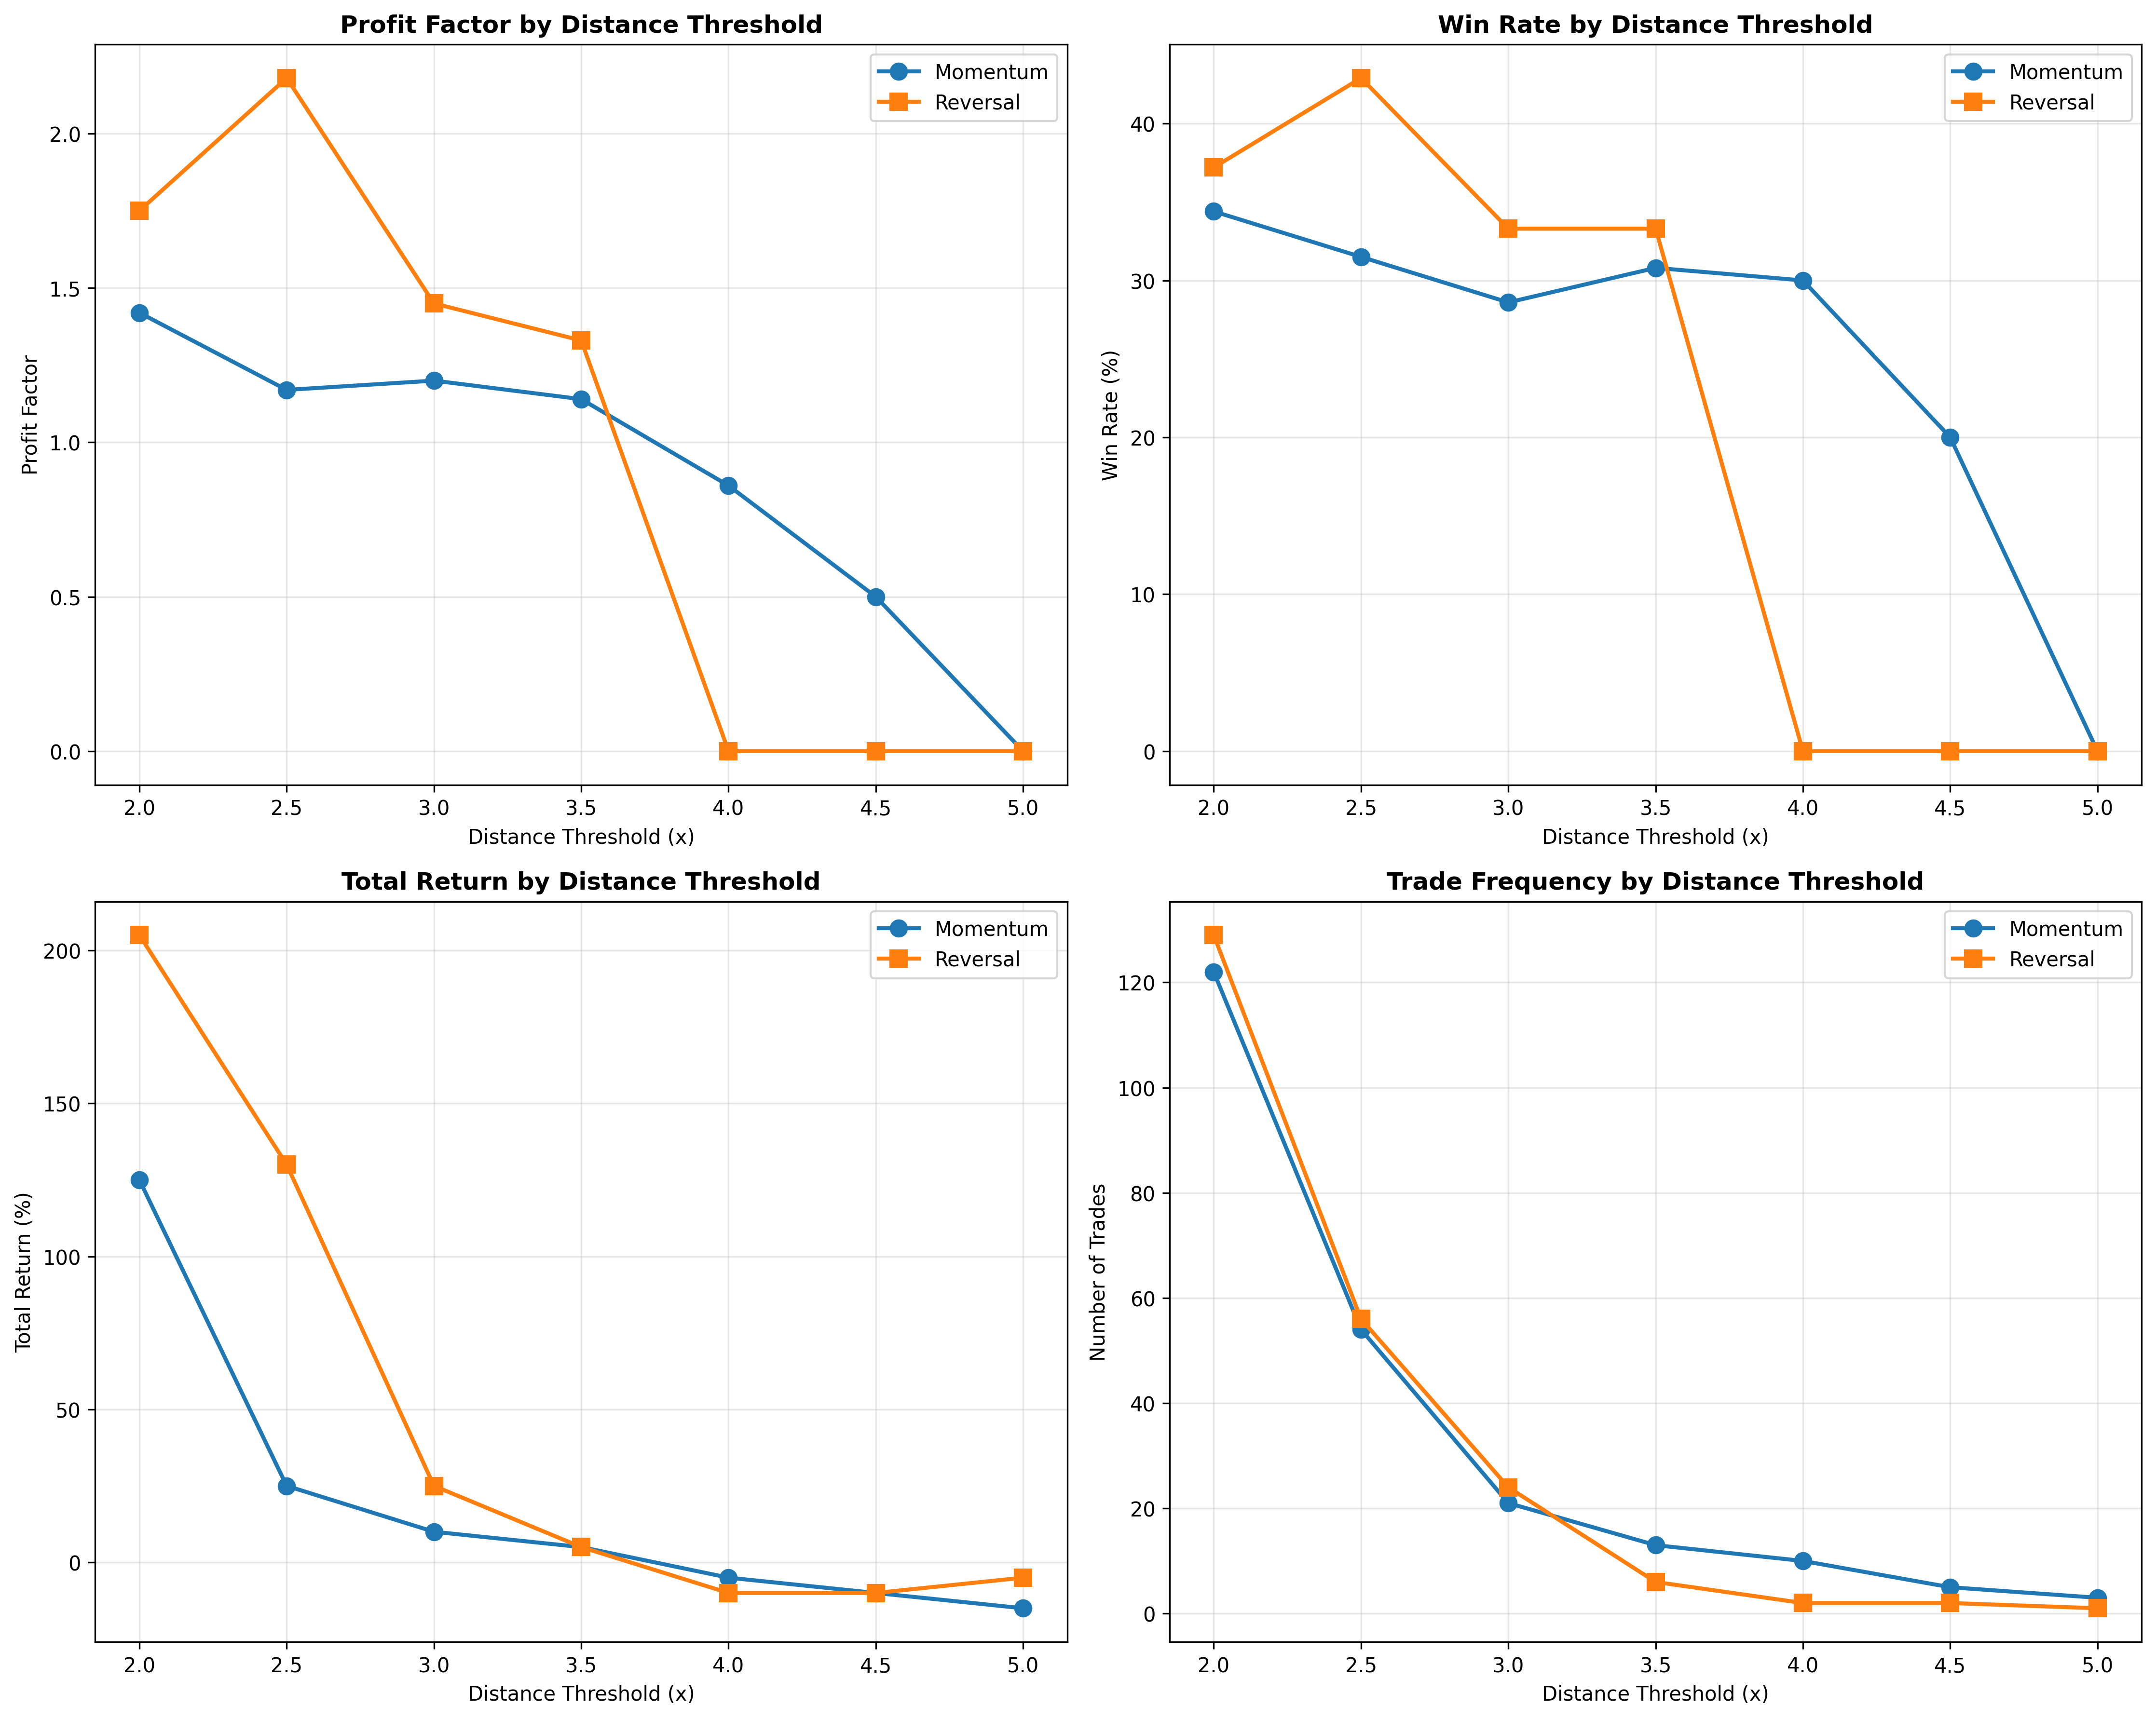 Profit Factor by Distance Threshold
Momentum
Reversal
2.0
1.5
1.0
0.5
0.0
Profit Factor
2.0 2.5 3.0 3.5 4.0 4.5 5.0
Distance Threshold (x)
Win Rate by Distance Threshold
Momentum
Reversal
40
30
20
10
0
Win Rate (%)
2.0 2.5 3.0 3.5 4.0 4.5 5.0
Distance Threshold (x)
Total Return by Distance Threshold
Momentum
Reversal
200
150
100
50
0
Total Return (%)
2.0 2.5 3.0 3.5 4.0 4.5 5.0
Distance Threshold (x)
Trade Frequency by Distance Threshold
Momentum
Reversal
120
100
80
60
40
20
0
Number of Trades
2.0 2.5 3.0 3.5 4.0 4.5 5.0
Distance Threshold (x)